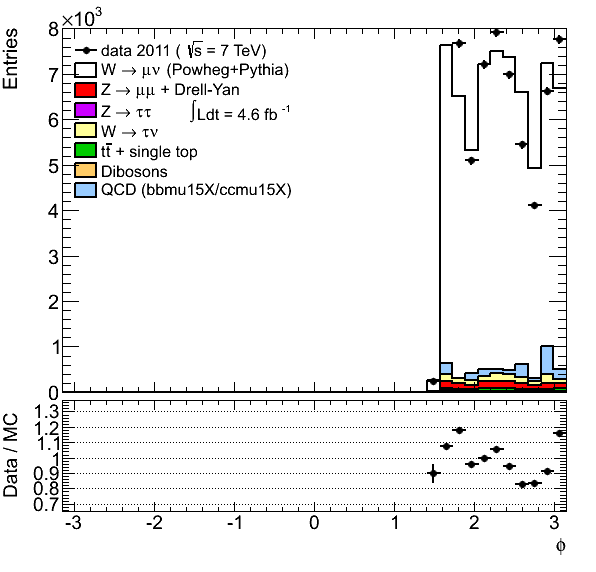 ×10³
Entries
8
7
6
5
4
3
2
1
0
data 2011 ( √s = 7 TeV)
W → μν (Powheg+Pythia)
Z → μμ + Drell-Yan
Z → ττ ∫Ldt = 4.6 fb⁻¹
W → τν
tt̄ + single top
Dibosons
QCD (bbmu15X/ccmu15X)
Data / MC
1.3
1.2
1.1
1
0.9
0.8
0.7
-3 -2 -1 0 1 2 3
ϕ